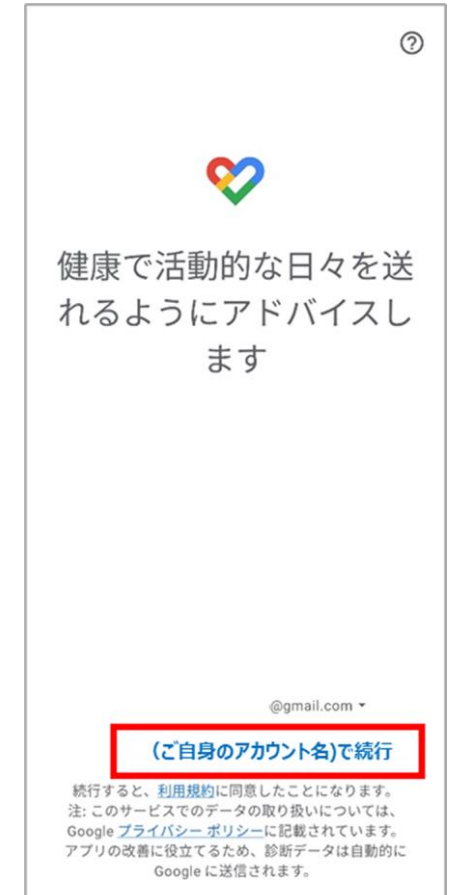 健康で活動的な日々を送
れるようにアドバイスし
ます
@gmail.com
(ご自身のアカウント名)で続行
続行すると、利用規約に同意したことになります。
注: このサービスでのデータの取り扱いについては、
Google プライバシー ポリシーに記載されています。
アプリの改善に役立てるため、診断データは自動的に
Google に送信されます。